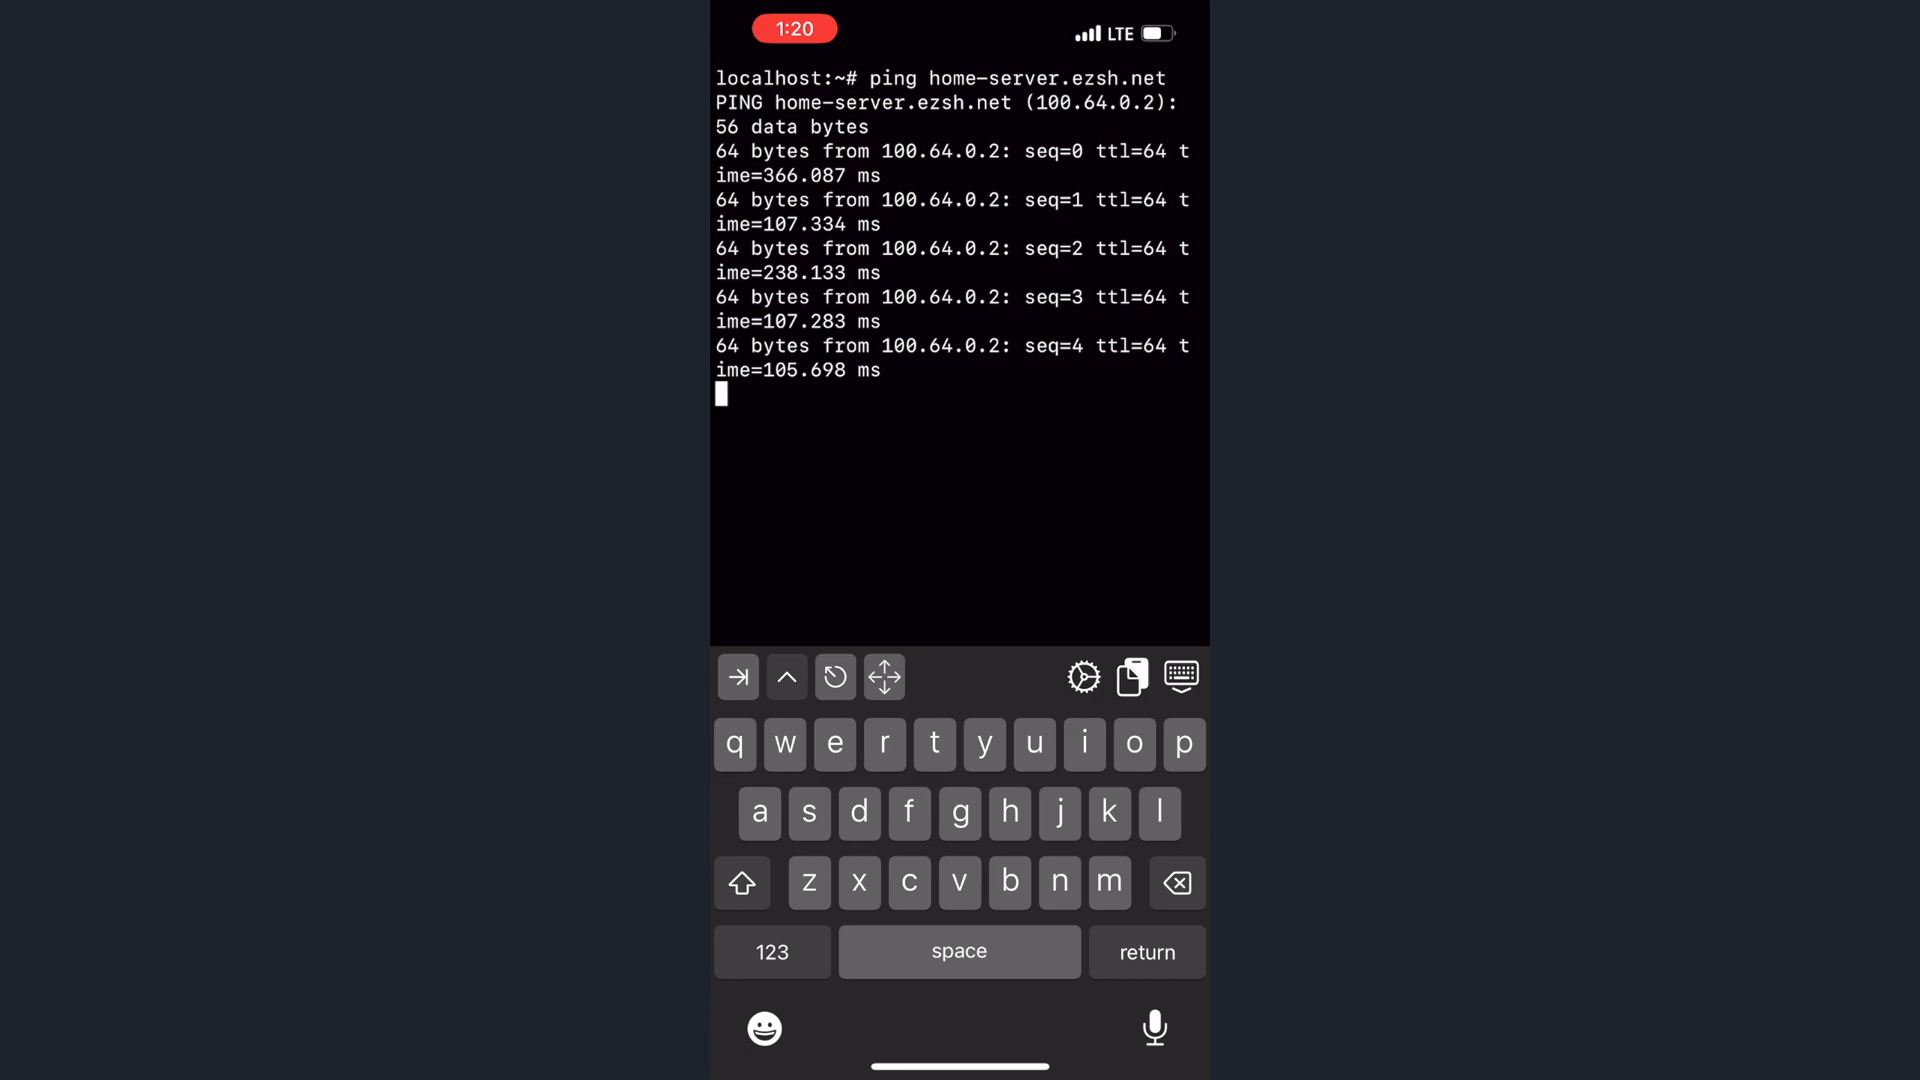 1:20
LTE
localhost:~# ping home-server.ezsh.net
PING home-server.ezsh.net (100.64.0.2):
56 data bytes
64 bytes from 100.64.0.2: seq=0 ttl=64 t
ime=366.087 ms
64 bytes from 100.64.0.2: seq=1 ttl=64 t
ime=107.334 ms
64 bytes from 100.64.0.2: seq=2 ttl=64 t
ime=238.133 ms
64 bytes from 100.64.0.2: seq=3 ttl=64 t
ime=107.283 ms
64 bytes from 100.64.0.2: seq=4 ttl=64 t
ime=105.698 ms
q w e r t y u i o p
a s d f g h j k l
z x c v b n m
123 space return